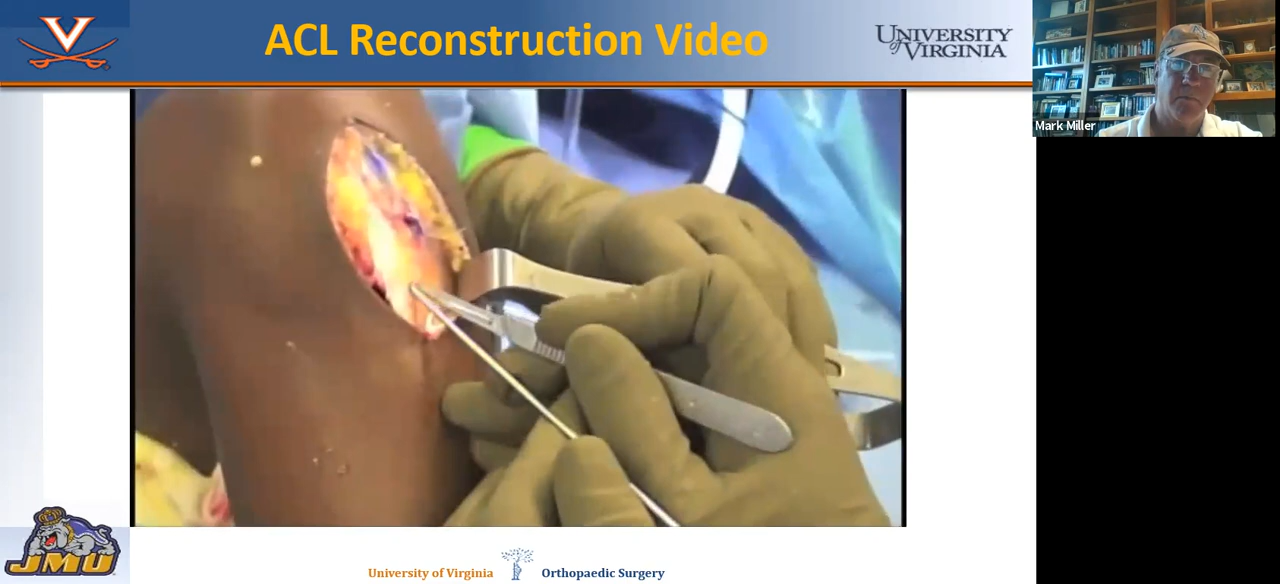 ACL Reconstruction Video
UNIVERSITY
of VIRGINIA
Mark Miller
JMU
University of Virginia Orthopaedic Surgery